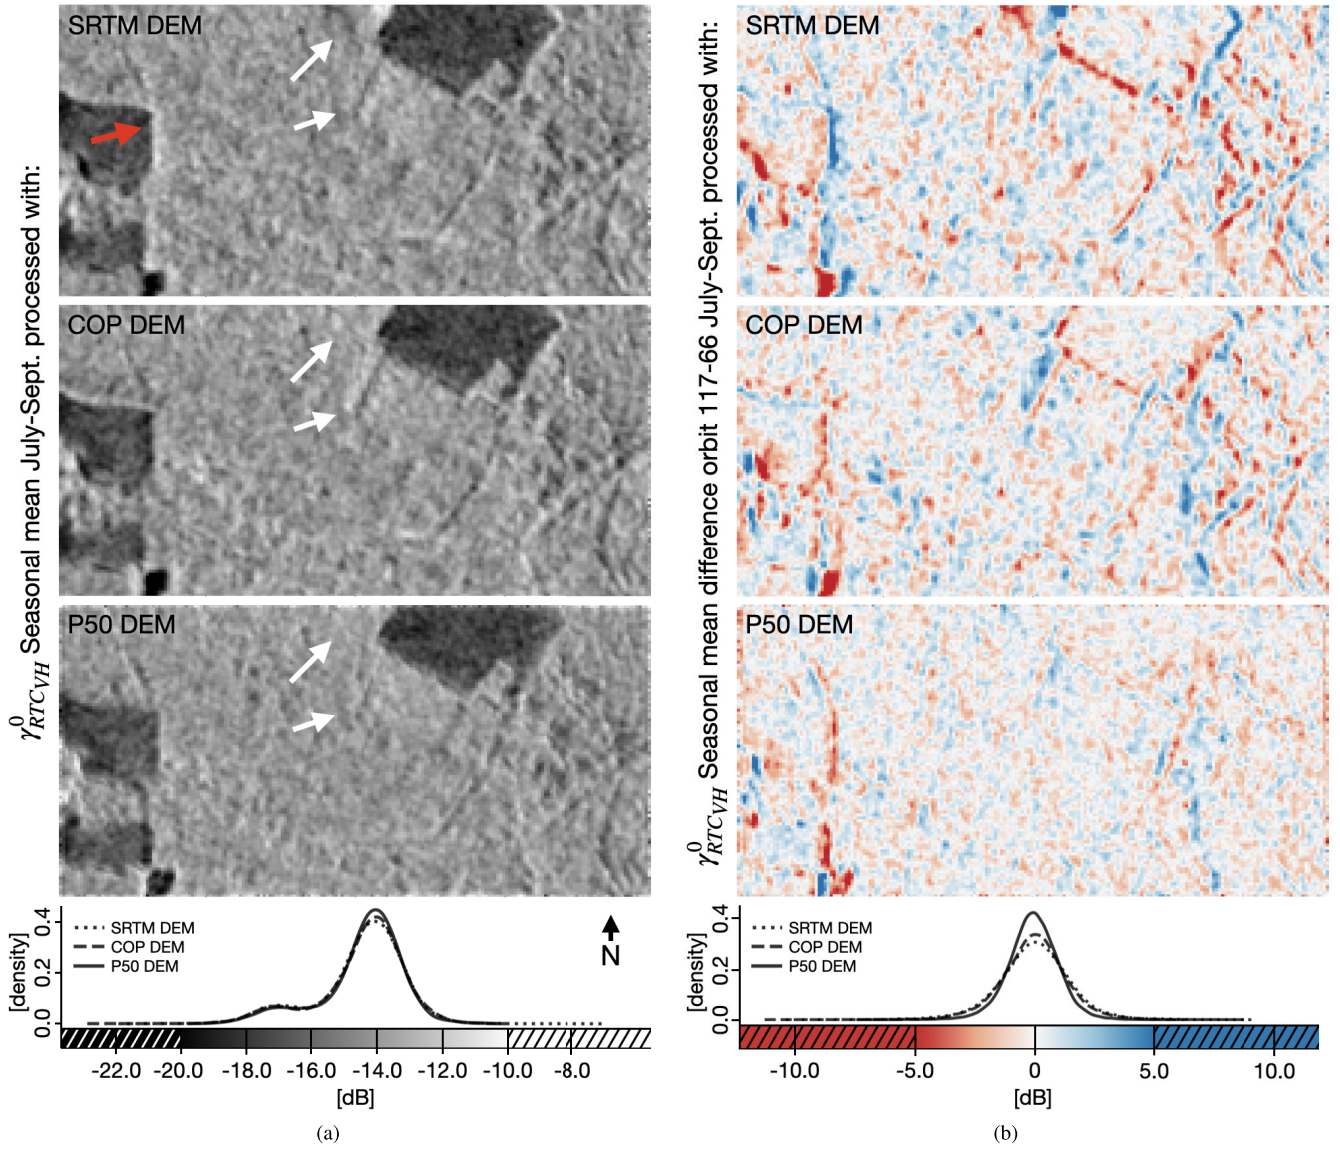 SRTM DEM
COP DEM
P50 DEM
γ⁰RTCVH Seasonal mean July-Sept. processed with:
[density]
0.4
0.2
0.0
SRTM DEM
COP DEM
P50 DEM
N
-22.0 -20.0 -18.0 -16.0 -14.0 -12.0 -10.0 -8.0
[dB]
(a)
SRTM DEM
COP DEM
P50 DEM
γ⁰RTCVH Seasonal mean difference orbit 117-66 July-Sept. processed with:
[density]
0.4
0.2
0.0
SRTM DEM
COP DEM
P50 DEM
-10.0 -5.0 0 5.0 10.0
[dB]
(b)